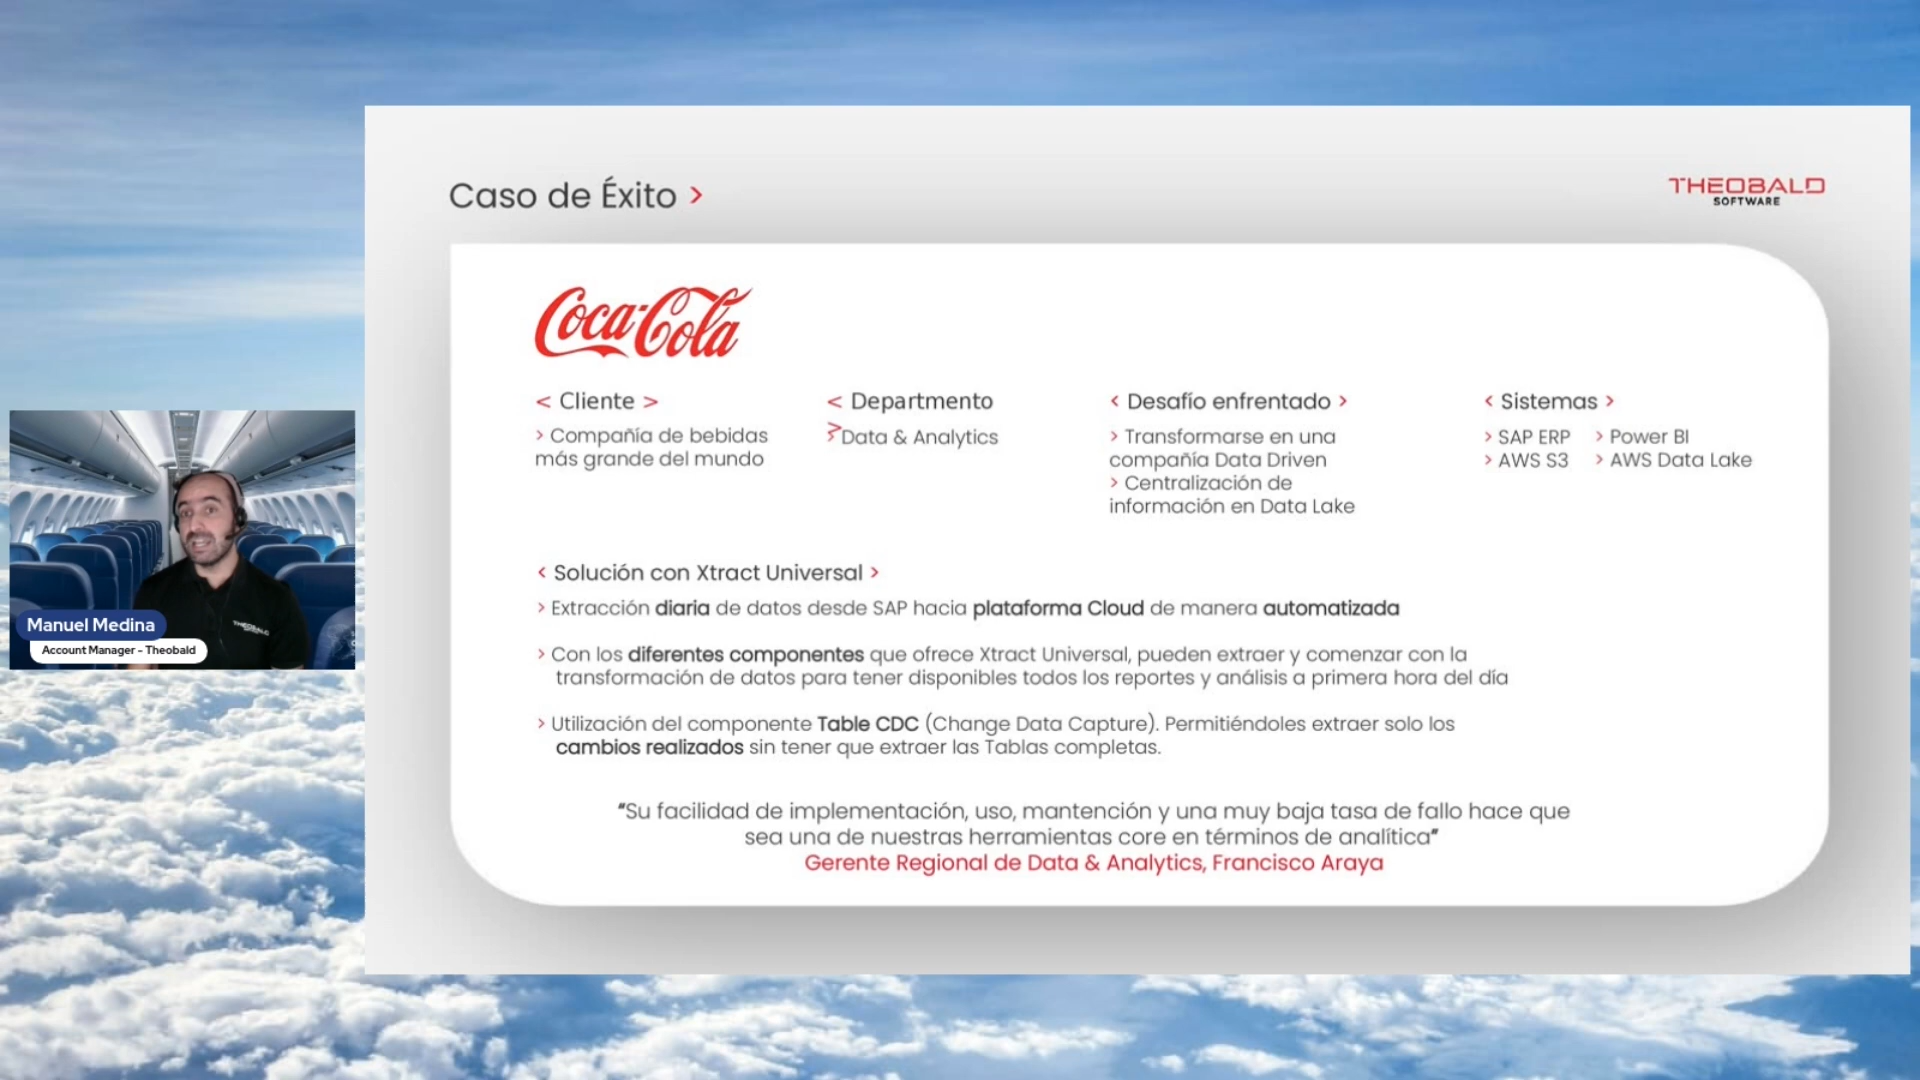 Caso de Éxito >
THEOBALD
SOFTWARE
Coca-Cola
< Cliente >
> Compañía de bebidas
más grande del mundo
< Departmento
>
> Data & Analytics
< Desafío enfrentado >
> Transformarse en una
compañía Data Driven
> Centralización de
información en Data Lake
< Sistemas >
> SAP ERP > Power BI
> AWS S3 > AWS Data Lake
< Solución con Xtract Universal >
> Extracción diaria de datos desde SAP hacia plataforma Cloud de manera automatizada
> Con los diferentes componentes que ofrece Xtract Universal, pueden extraer y comenzar con la
transformación de datos para tener disponibles todos los reportes y análisis a primera hora del día
> Utilización del componente Table CDC (Change Data Capture). Permitiéndoles extraer solo los
cambios realizados sin tener que extraer las Tablas completas.
“Su facilidad de implementación, uso, mantención y una muy baja tasa de fallo hace que
sea una de nuestras herramientas core en términos de analítica“
Gerente Regional de Data & Analytics, Francisco Araya
THEOBALD
Manuel Medina
Account Manager - Theobald